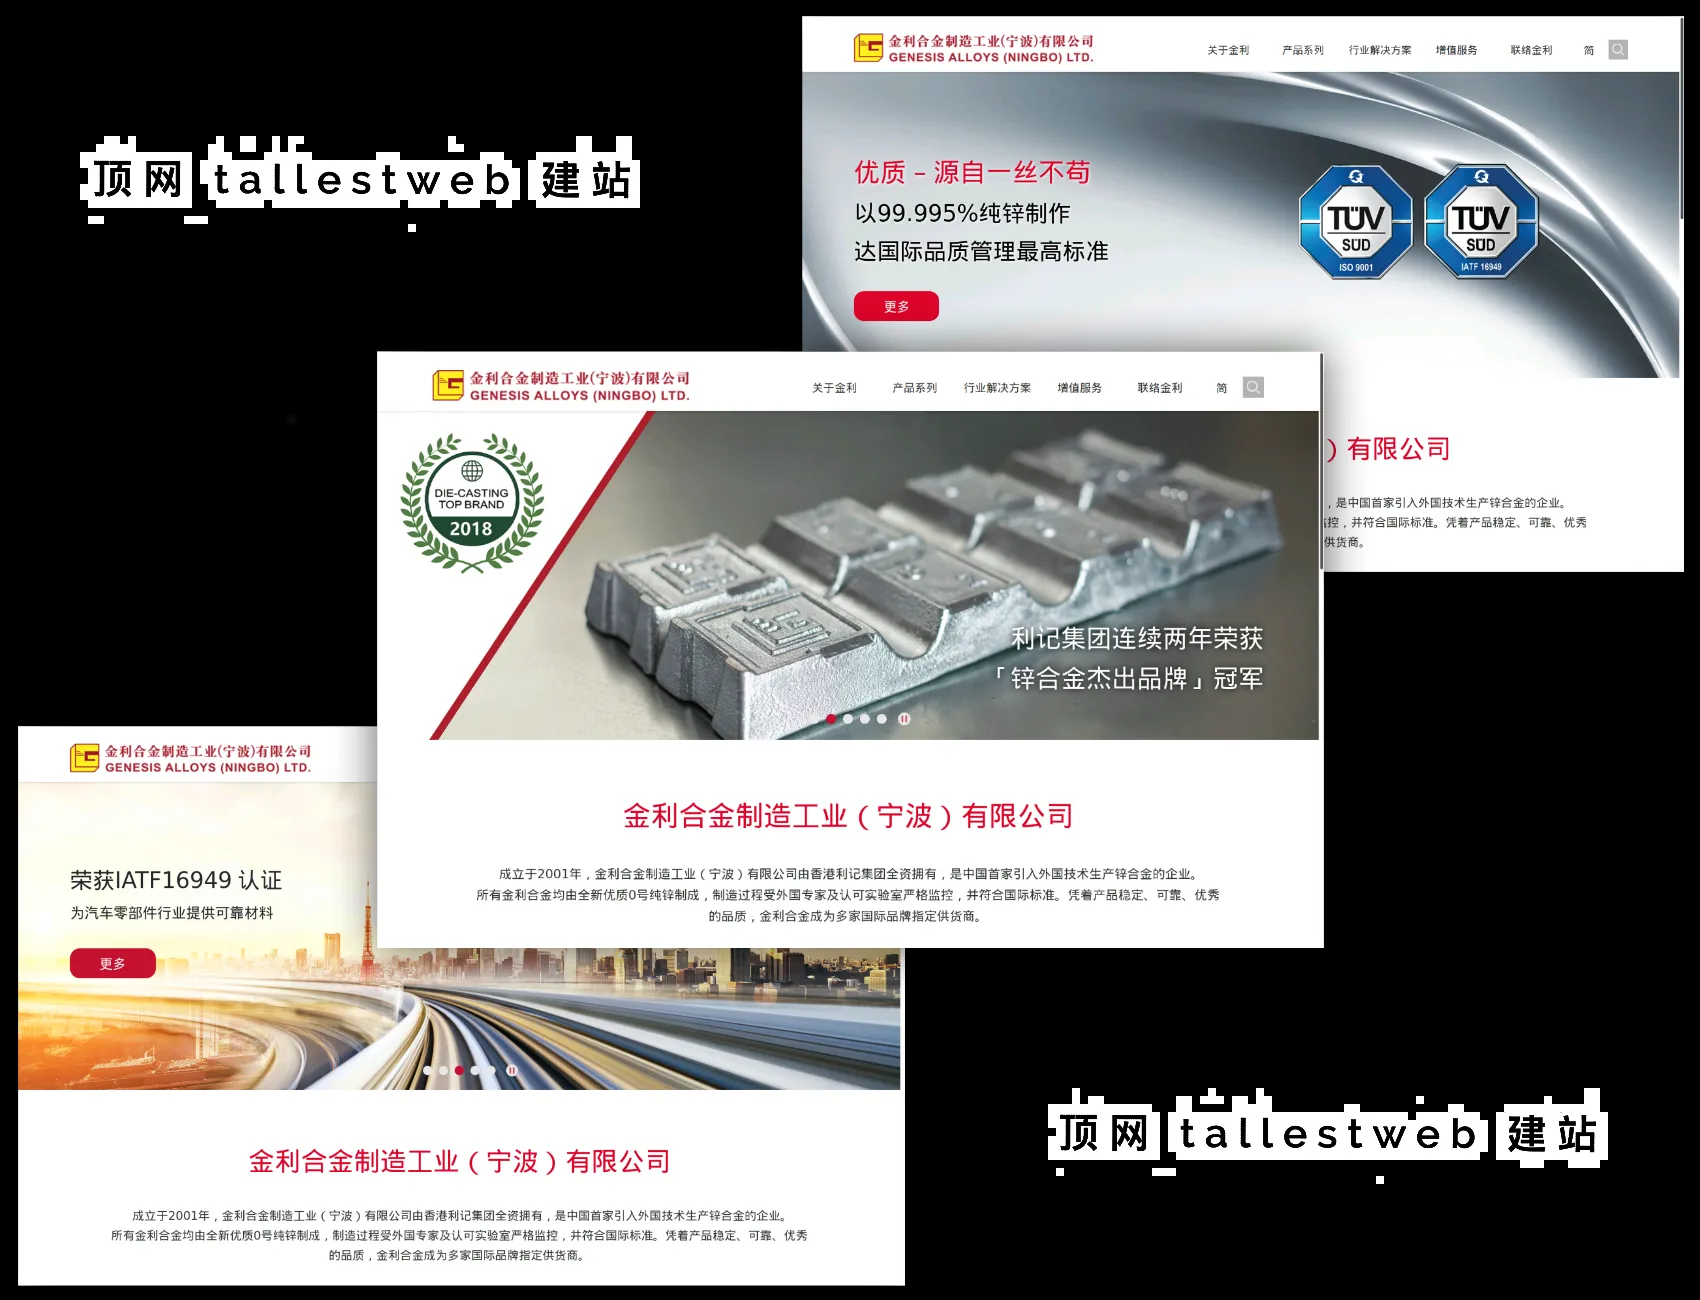 金利合金制造工业(宁波)有限公司
GENESIS ALLOYS (NINGBO) LTD.
关于金利 产品系列 行业解决方案 增值服务 联络金利 简
顶网 tallestweb 建站
优质 – 源自一丝不苟
以99.995%纯锌制作
达国际品质管理最高标准
更多
TÜV
SÜD
ISO 9001
TÜV
SÜD
IATF 16949
）有限公司
，是中国首家引入外国技术生产锌合金的企业。
监控，并符合国际标准。凭着产品稳定、可靠、优秀
供货商。
金利合金制造工业(宁波)有限公司
GENESIS ALLOYS (NINGBO) LTD.
关于金利 产品系列 行业解决方案 增值服务 联络金利 简
DIE-CASTING
TOP BRAND
2018
利记集团连续两年荣获
「锌合金杰出品牌」冠军
金利合金制造工业（宁波）有限公司
成立于2001年，金利合金制造工业（宁波）有限公司由香港利记集团全资拥有，是中国首家引入外国技术生产锌合金的企业。
所有金利合金均由全新优质0号纯锌制成，制造过程受外国专家及认可实验室严格监控，并符合国际标准。凭着产品稳定、可靠、优秀
的品质，金利合金成为多家国际品牌指定供货商。
金利合金制造工业(宁波)有限公司
GENESIS ALLOYS (NINGBO) LTD.
荣获IATF16949 认证
为汽车零部件行业提供可靠材料
更多
金利合金制造工业（宁波）有限公司
成立于2001年，金利合金制造工业（宁波）有限公司由香港利记集团全资拥有，是中国首家引入外国技术生产锌合金的企业。
所有金利合金均由全新优质0号纯锌制成，制造过程受外国专家及认可实验室严格监控，并符合国际标准。凭着产品稳定、可靠、优秀
的品质，金利合金成为多家国际品牌指定供货商。
顶网 tallestweb 建站